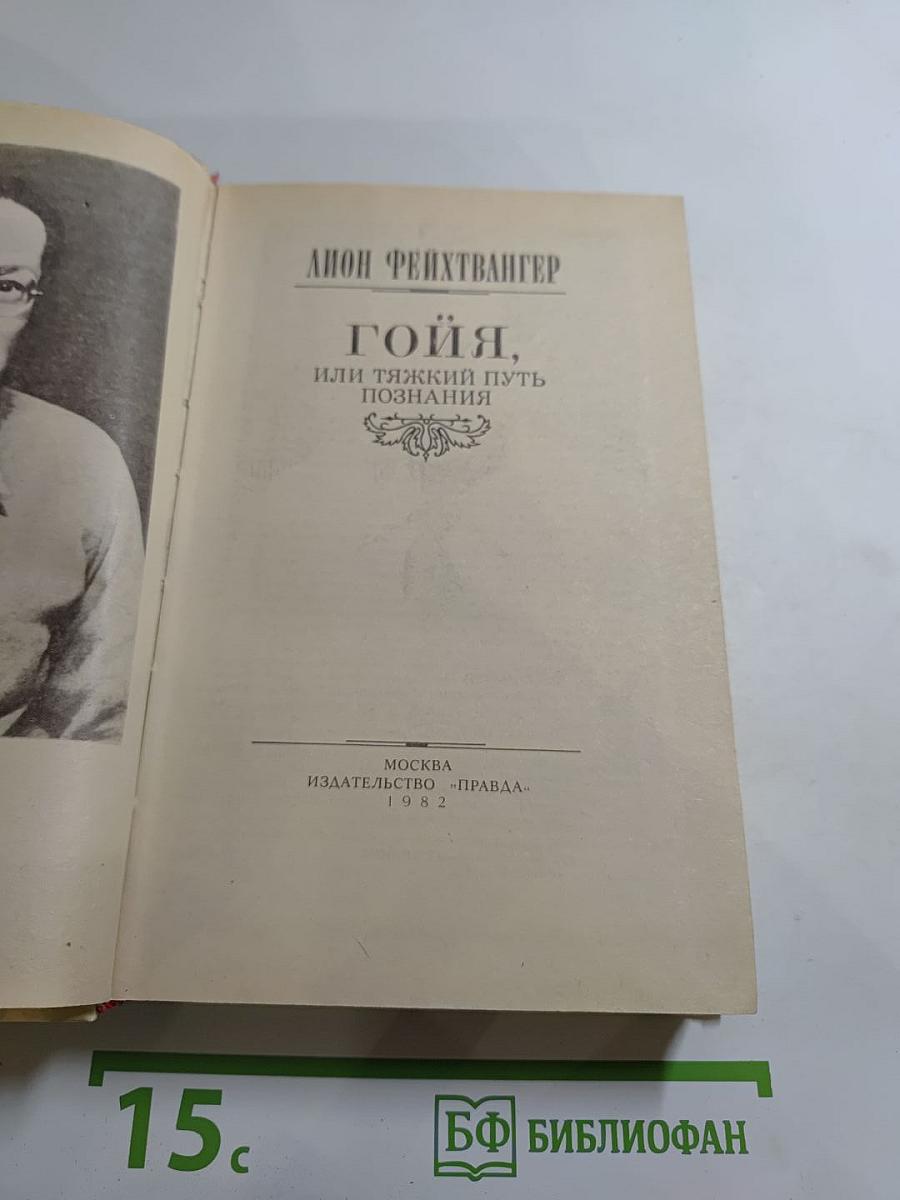 ЛИОН ФЕЙХТВАНГЕР
ГОЙЯ,
ИЛИ ТЯЖКИЙ ПУТЬ
ПОЗНАНИЯ
МОСКВА
ИЗДАТЕЛЬСТВО „ПРАВДА“
1982
15с
БФ БИБЛИОФАН